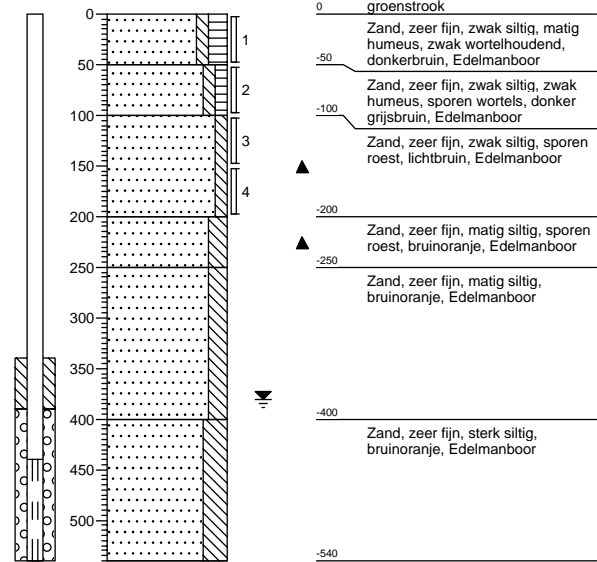 0
50
100
150
200
250
300
350
400
450
500
1
2
3
4
0
groenstrook
Zand, zeer fijn, zwak siltig, matig
humeus, zwak wortelhoudend,
donkerbruin, Edelmanboor
-50
Zand, zeer fijn, zwak siltig, zwak
humeus, sporen wortels, donker
grijsbruin, Edelmanboor
-100
Zand, zeer fijn, zwak siltig, sporen
roest, lichtbruin, Edelmanboor
-200
Zand, zeer fijn, matig siltig, sporen
roest, bruinoranje, Edelmanboor
-250
Zand, zeer fijn, matig siltig,
bruinoranje, Edelmanboor
-400
Zand, zeer fijn, sterk siltig,
bruinoranje, Edelmanboor
-540